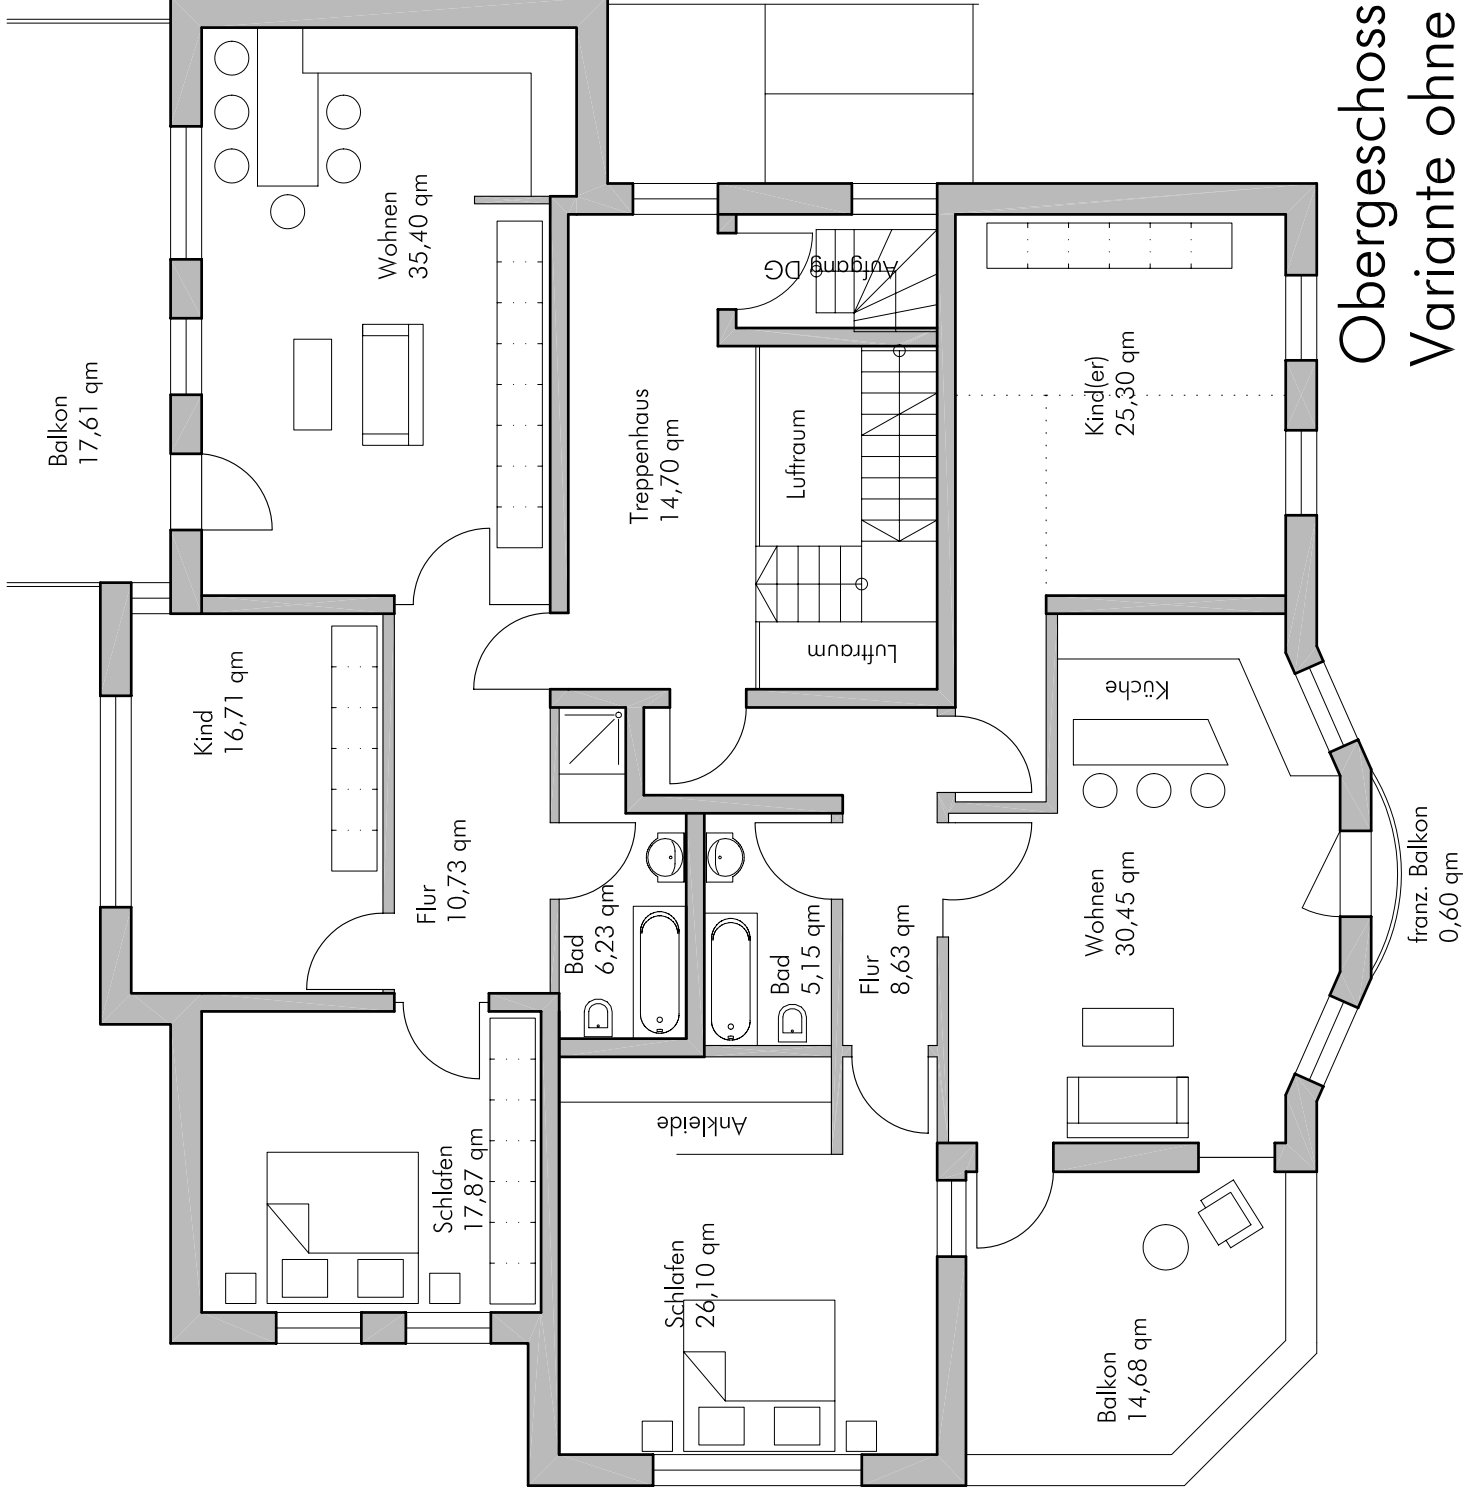 Obergeschoss
Variante ohne
Balkon
17,61 qm
Wohnen
35,40 qm
Kind
16,71 qm
Flur
10,73 qm
Schlafen
17,87 qm
Bad
6,23 qm
Treppenhaus
14,70 qm
Aufgang DG
Luftraum
Luftraum
Kind(er)
25,30 qm
Küche
Bad
5,15 qm
Flur
8,63 qm
Wohnen
30,45 qm
franz. Balkon
0,60 qm
Ankleide
Schlafen
26,10 qm
Balkon
14,68 qm